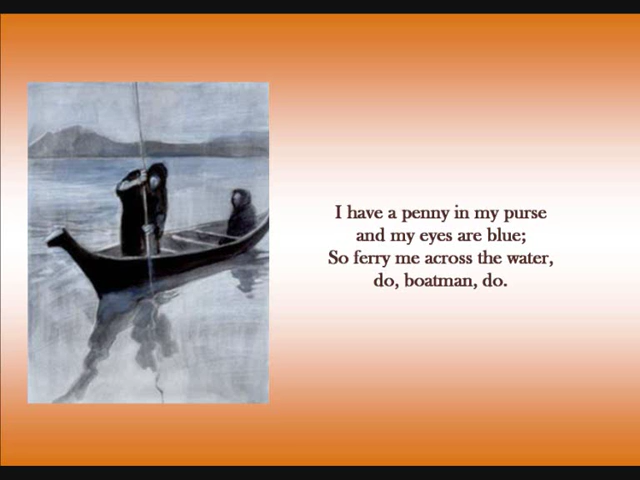 I have a penny in my purse
and my eyes are blue;
So ferry me across the water,
do, boatman, do.